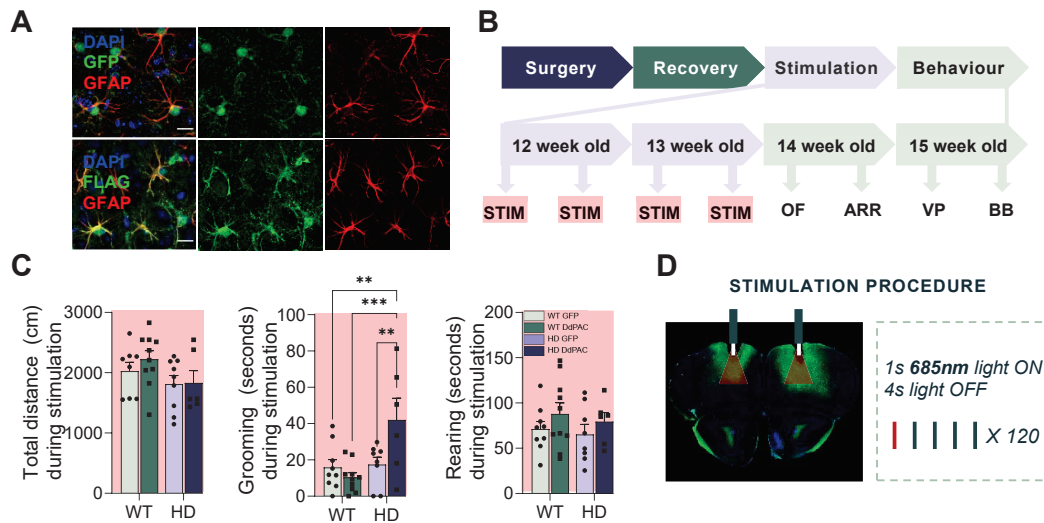 A
DAPI
GFP
GFAP
DAPI
FLAG
GFAP
B
Surgery
Recovery
Stimulation
Behaviour
12 week old
13 week old
14 week old
15 week old
STIM
STIM
STIM
STIM
OF
ARR
VP
BB
C
Total distance (cm)
during stimulation
3000
2000
1000
0
WT
HD
Grooming (seconds)
during stimulation
100
80
60
40
20
0
**
***
**
WT
HD
Rearing (seconds)
during stimulation
200
150
100
50
0
WT GFP
WT DdPAC
HD GFP
HD DdPAC
WT
HD
D
STIMULATION PROCEDURE
1s 685nm light ON
4s light OFF
X 120